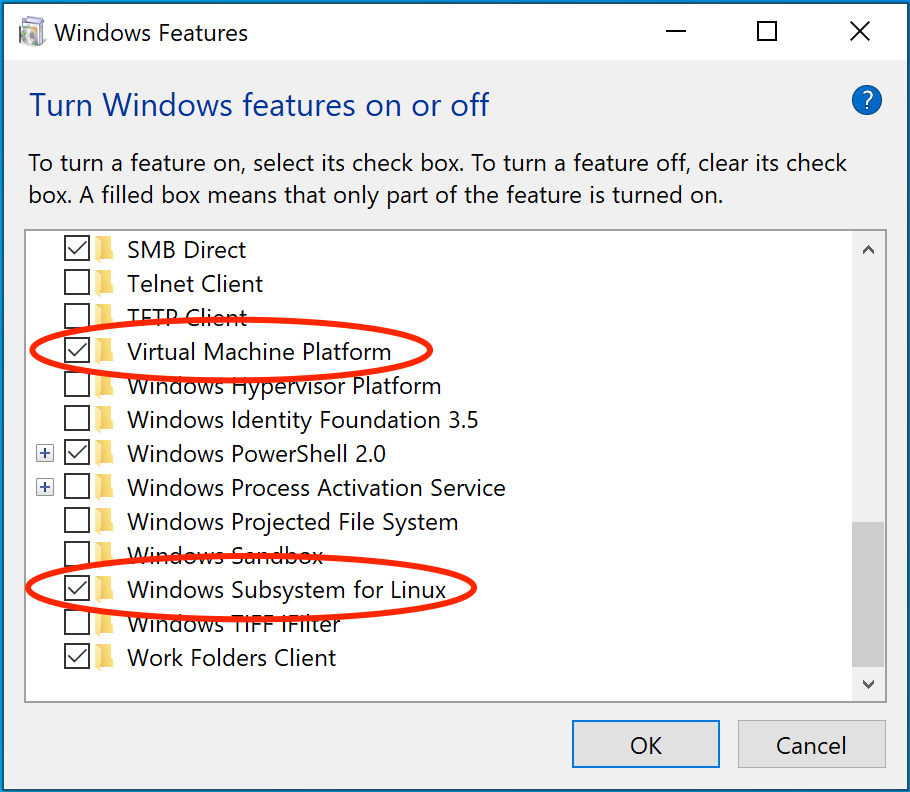 Windows Features
Turn Windows features on or off
?
To turn a feature on, select its check box. To turn a feature off, clear its check
box. A filled box means that only part of the feature is turned on.
SMB Direct
Telnet Client
TFTP Client
Virtual Machine Platform
Windows Hypervisor Platform
Windows Identity Foundation 3.5
Windows PowerShell 2.0
Windows Process Activation Service
Windows Projected File System
Windows Sandbox
Windows Subsystem for Linux
Windows TIFF IFilter
Work Folders Client
OK
Cancel